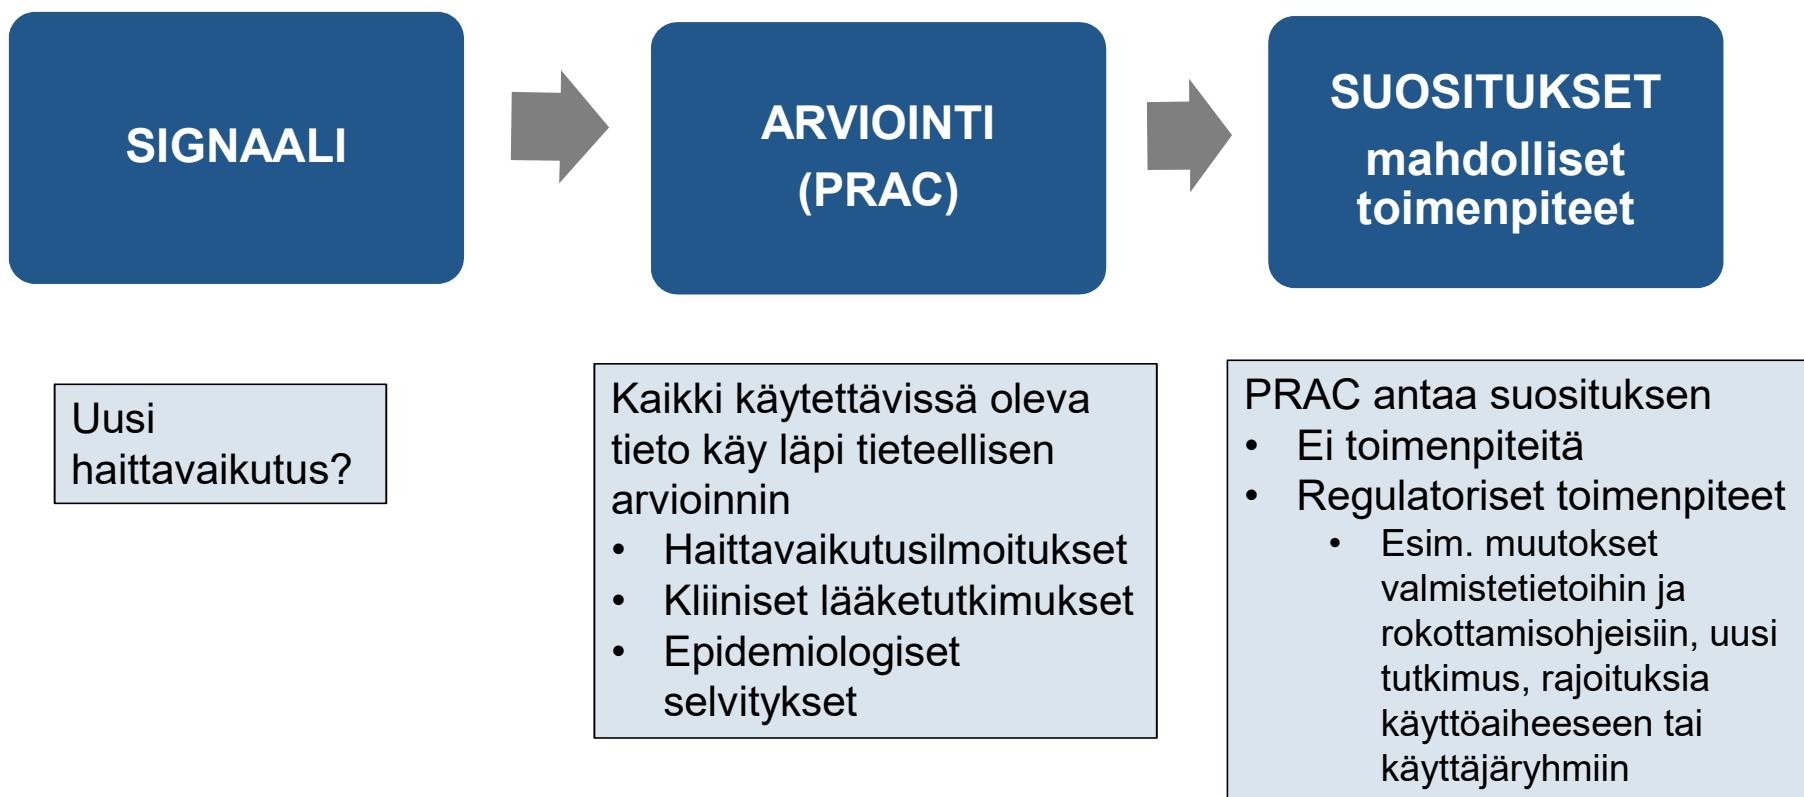 SIGNAALI
ARVIOINTI
(PRAC)
SUOSITUKSET
mahdolliset
toimenpiteet
Uusi
haittavaikutus?
Kaikki käytettävissä oleva
tieto käy läpi tieteellisen
arvioinnin
• Haittavaikutusilmoitukset
• Kliiniset lääketutkimukset
• Epidemiologiset
selvitykset
PRAC antaa suosituksen
• Ei toimenpiteitä
• Regulatoriset toimenpiteet
• Esim. muutokset
valmistetietoihin ja
rokottamisohjeisiin, uusi
tutkimus, rajoituksia
käyttöaiheeseen tai
käyttäjäryhmiin